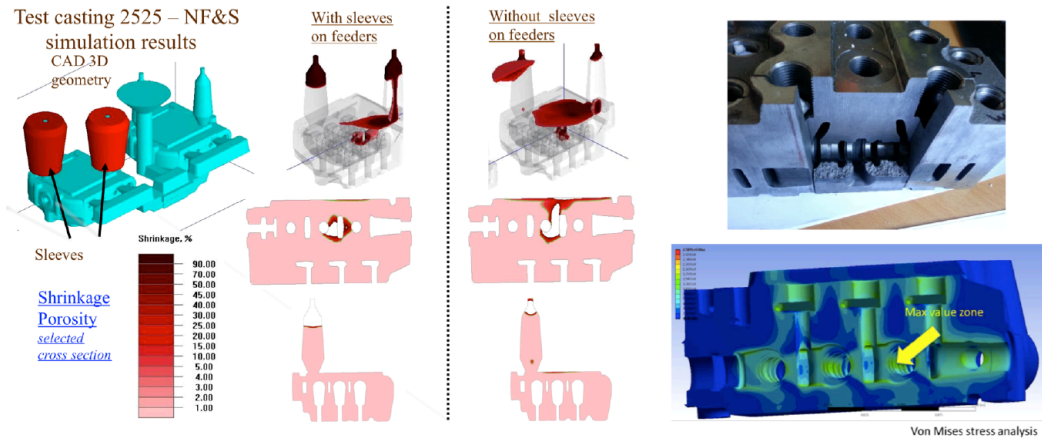 Test casting 2525 – NF&S
simulation results
CAD 3D
geometry
Sleeves
Shrinkage
Porosity
selected
cross section
Shrinkage, %
90.00
70.00
50.00
45.00
40.00
30.00
25.00
20.00
15.00
10.00
5.00
4.00
3.00
2.00
1.00
With sleeves
on feeders
Without sleeves
on feeders
Max value zone
Von Mises stress analysis